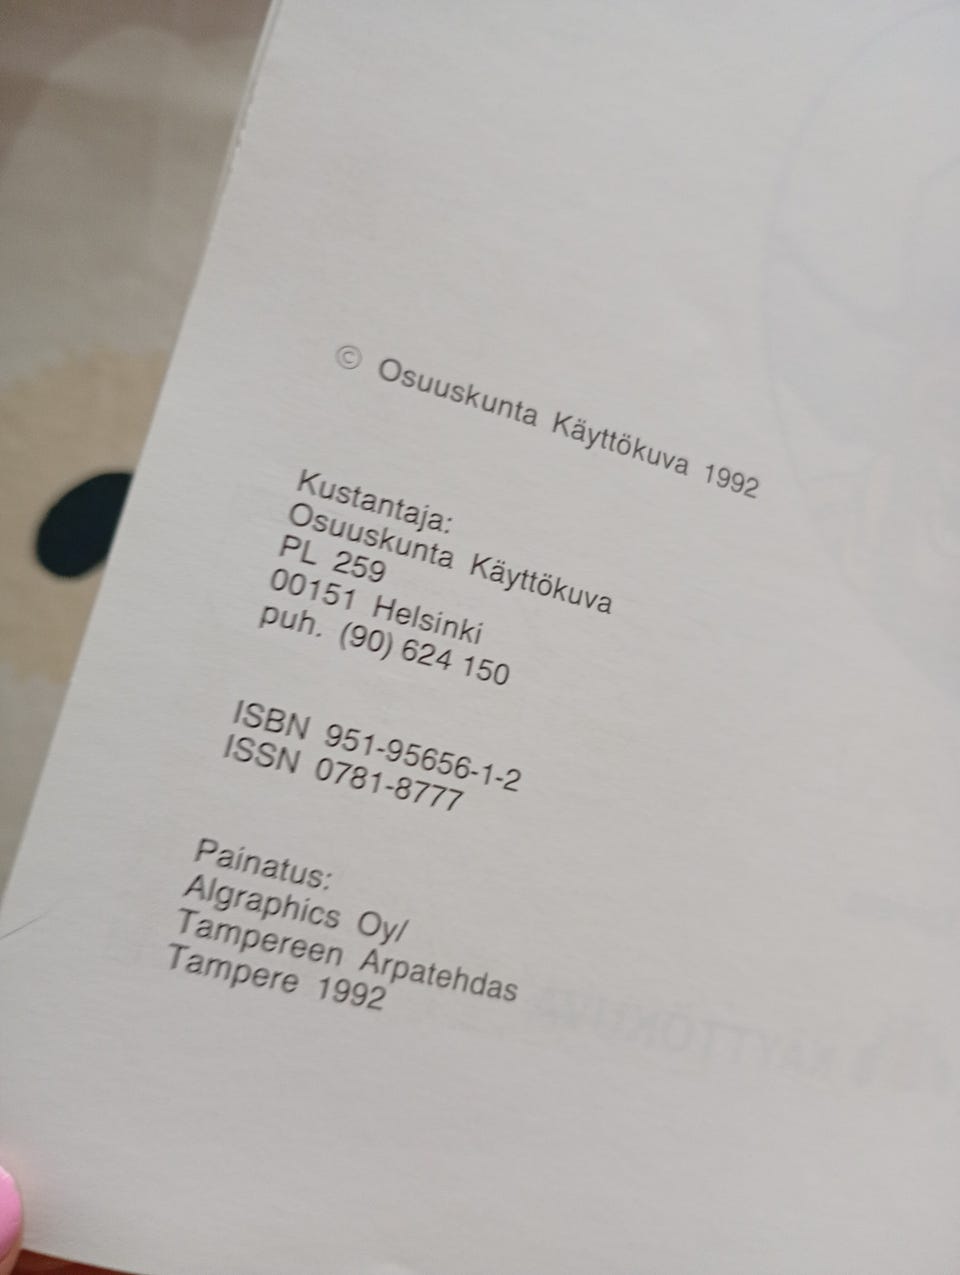 © Osuuskunta Käyttökuva 1992
Kustantaja:
Osuuskunta Käyttökuva
PL 259
00151 Helsinki
puh. (90) 624 150
ISBN 951-95656-1-2
ISSN 0781-8777
Painatus:
Algraphics Oy/
Tampereen Arpatehdas
Tampere 1992